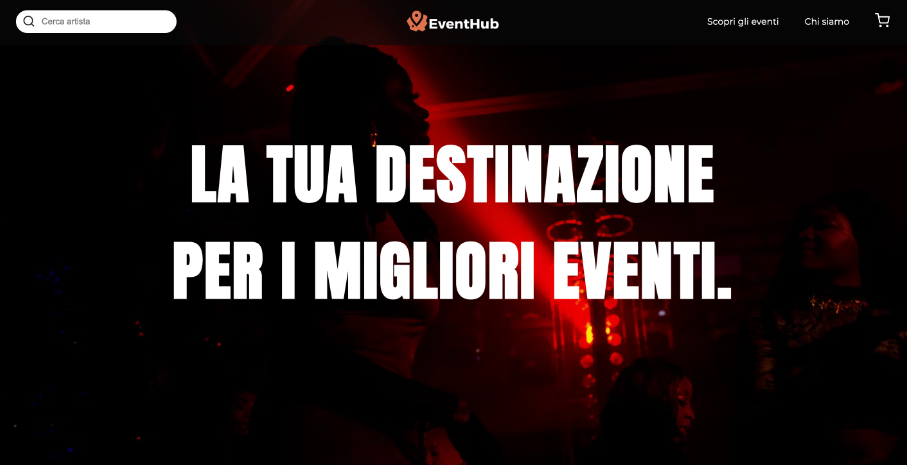 Cerca artista
EventHub
Scopri gli eventi
Chi siamo
LA TUA DESTINAZIONE
PER I MIGLIORI EVENTI.